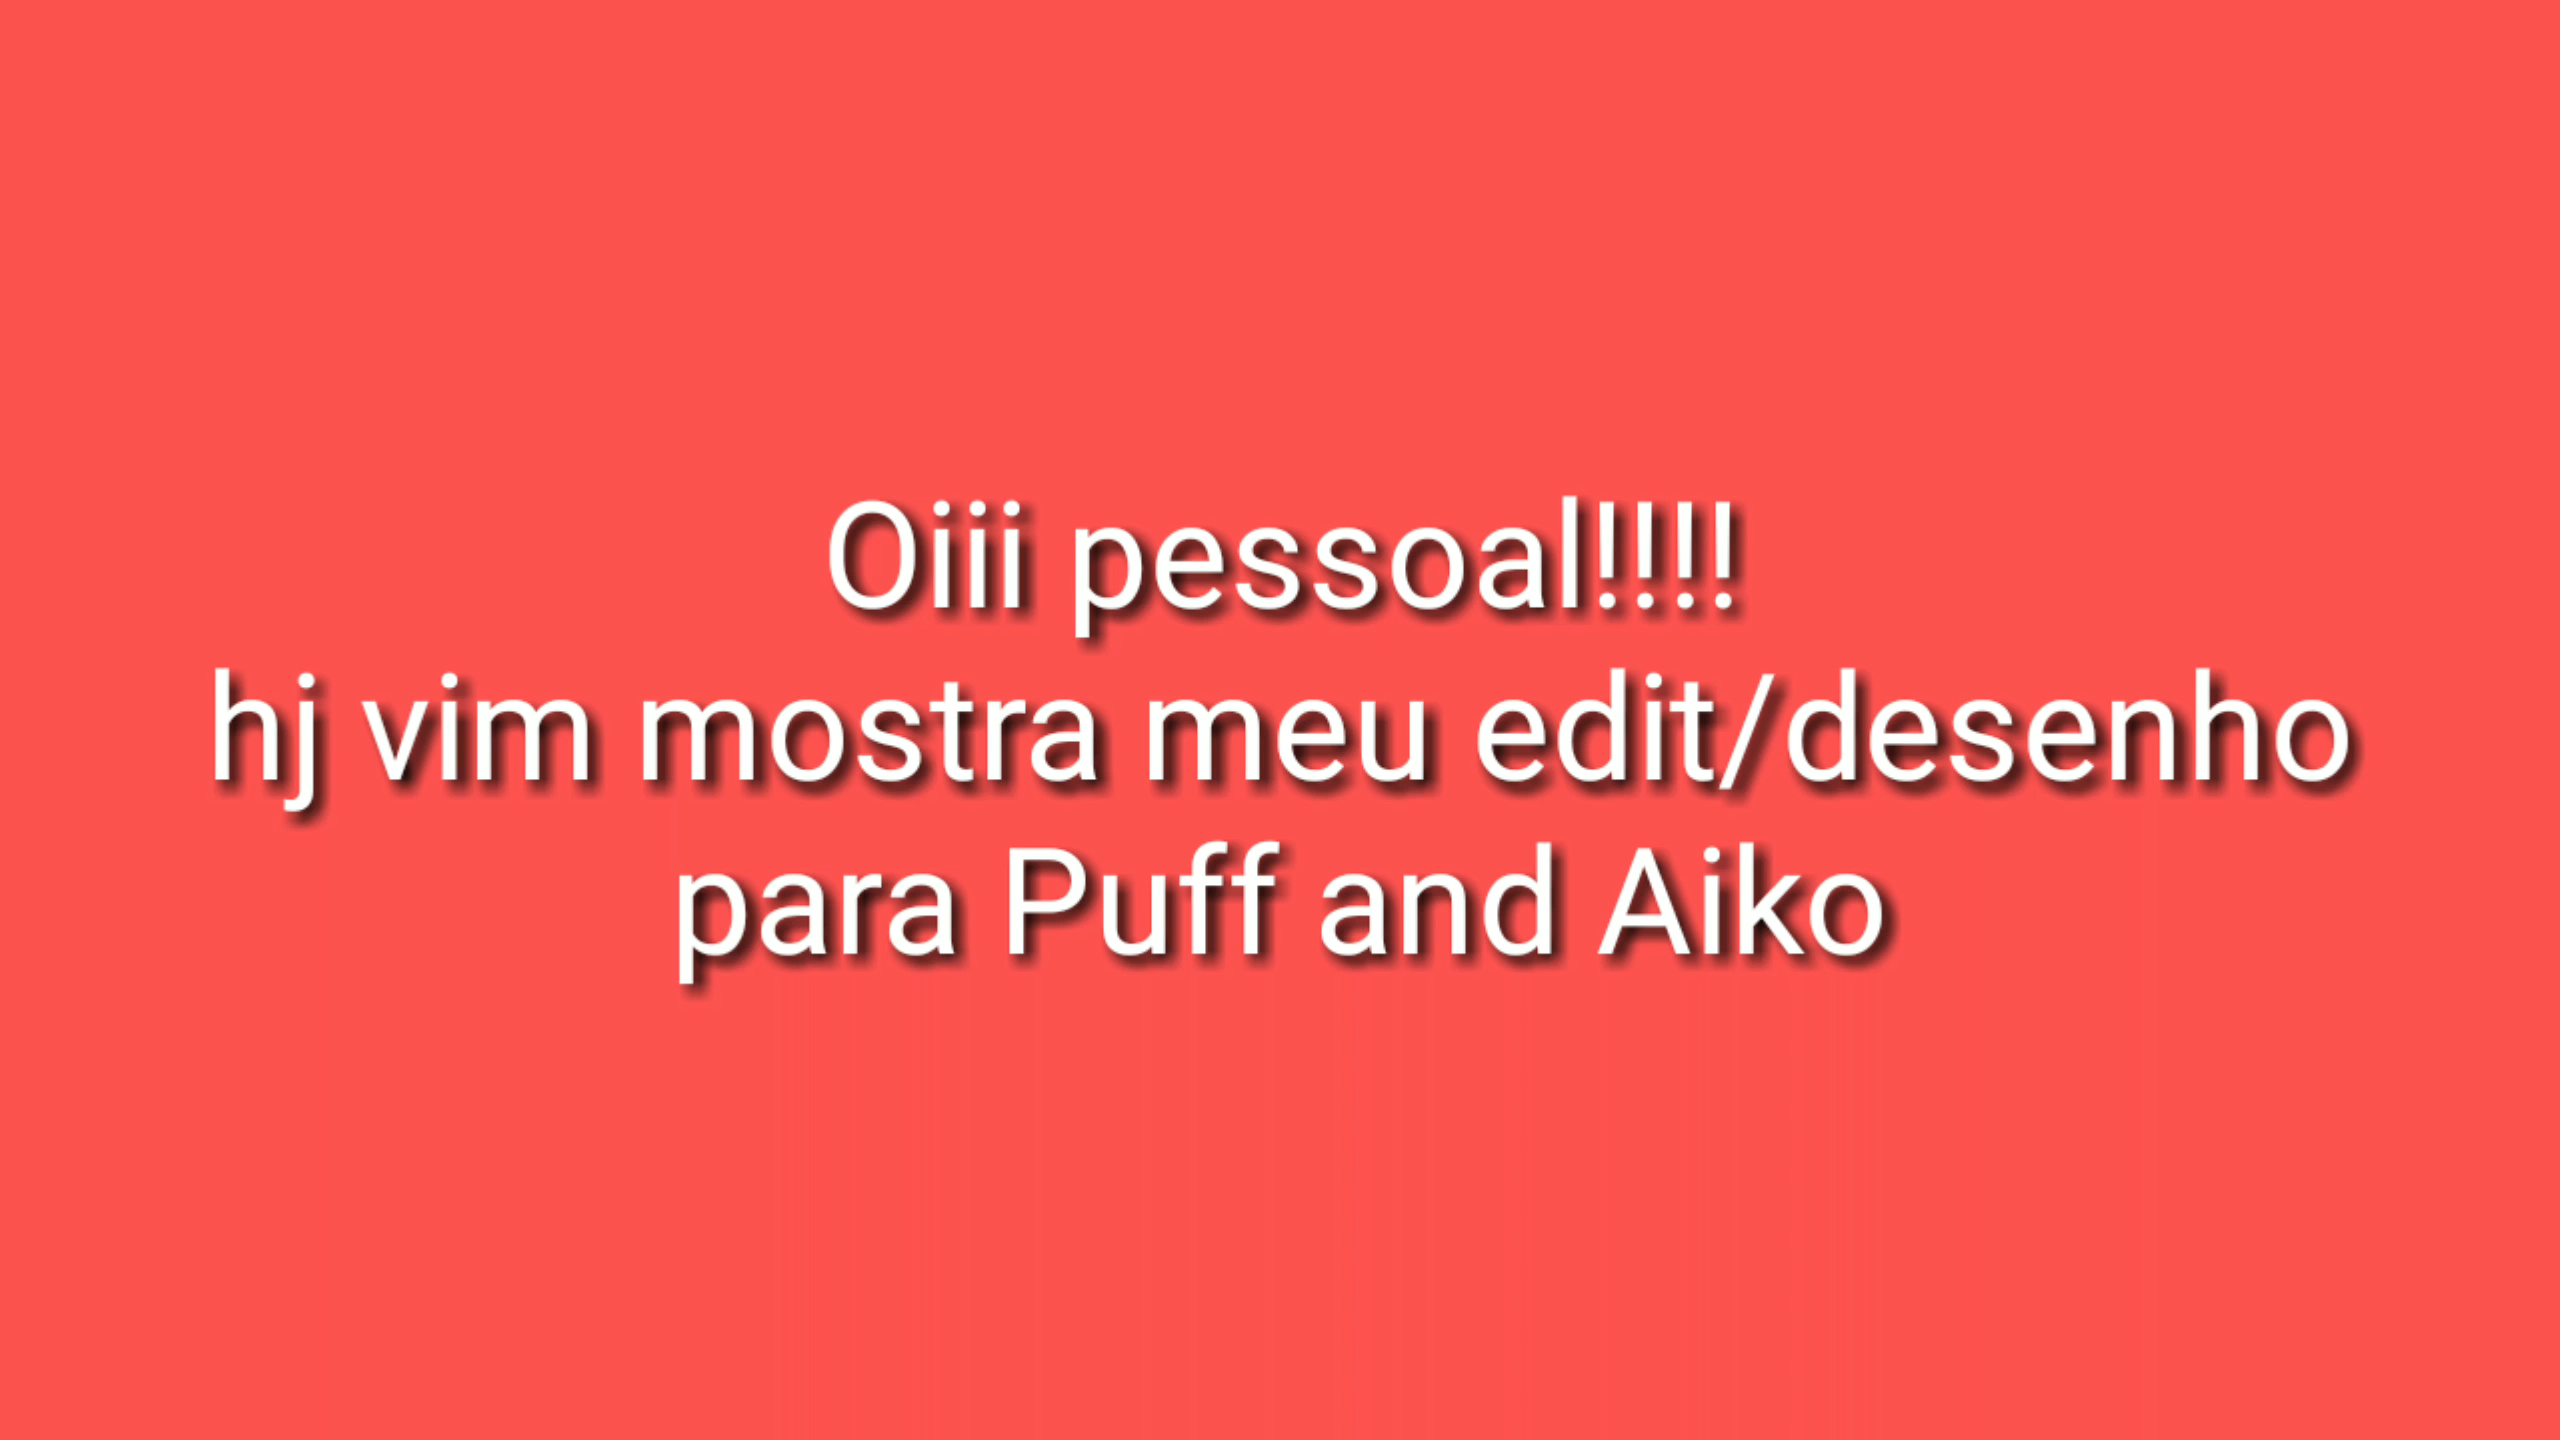 Oiii pessoal!!!!
hj vim mostra meu edit/desenho
para Puff and Aiko